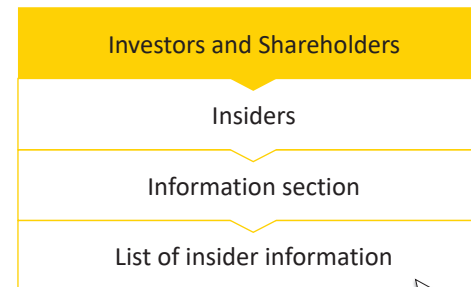 Investors and Shareholders
Insiders
Information section
List of insider information